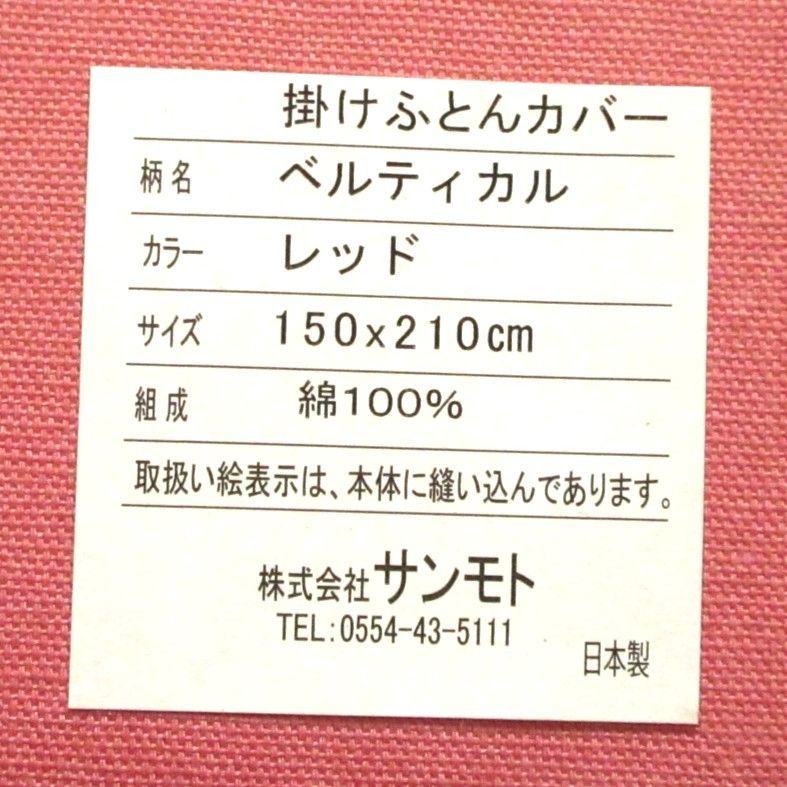 掛けふとんカバー
柄名 ベルティカル
カラー レッド
サイズ 150x210cm
組成 綿100%
取扱い絵表示は、本体に縫い込んであります。
株式会社サンモト
TEL:0554-43-5111
日本製